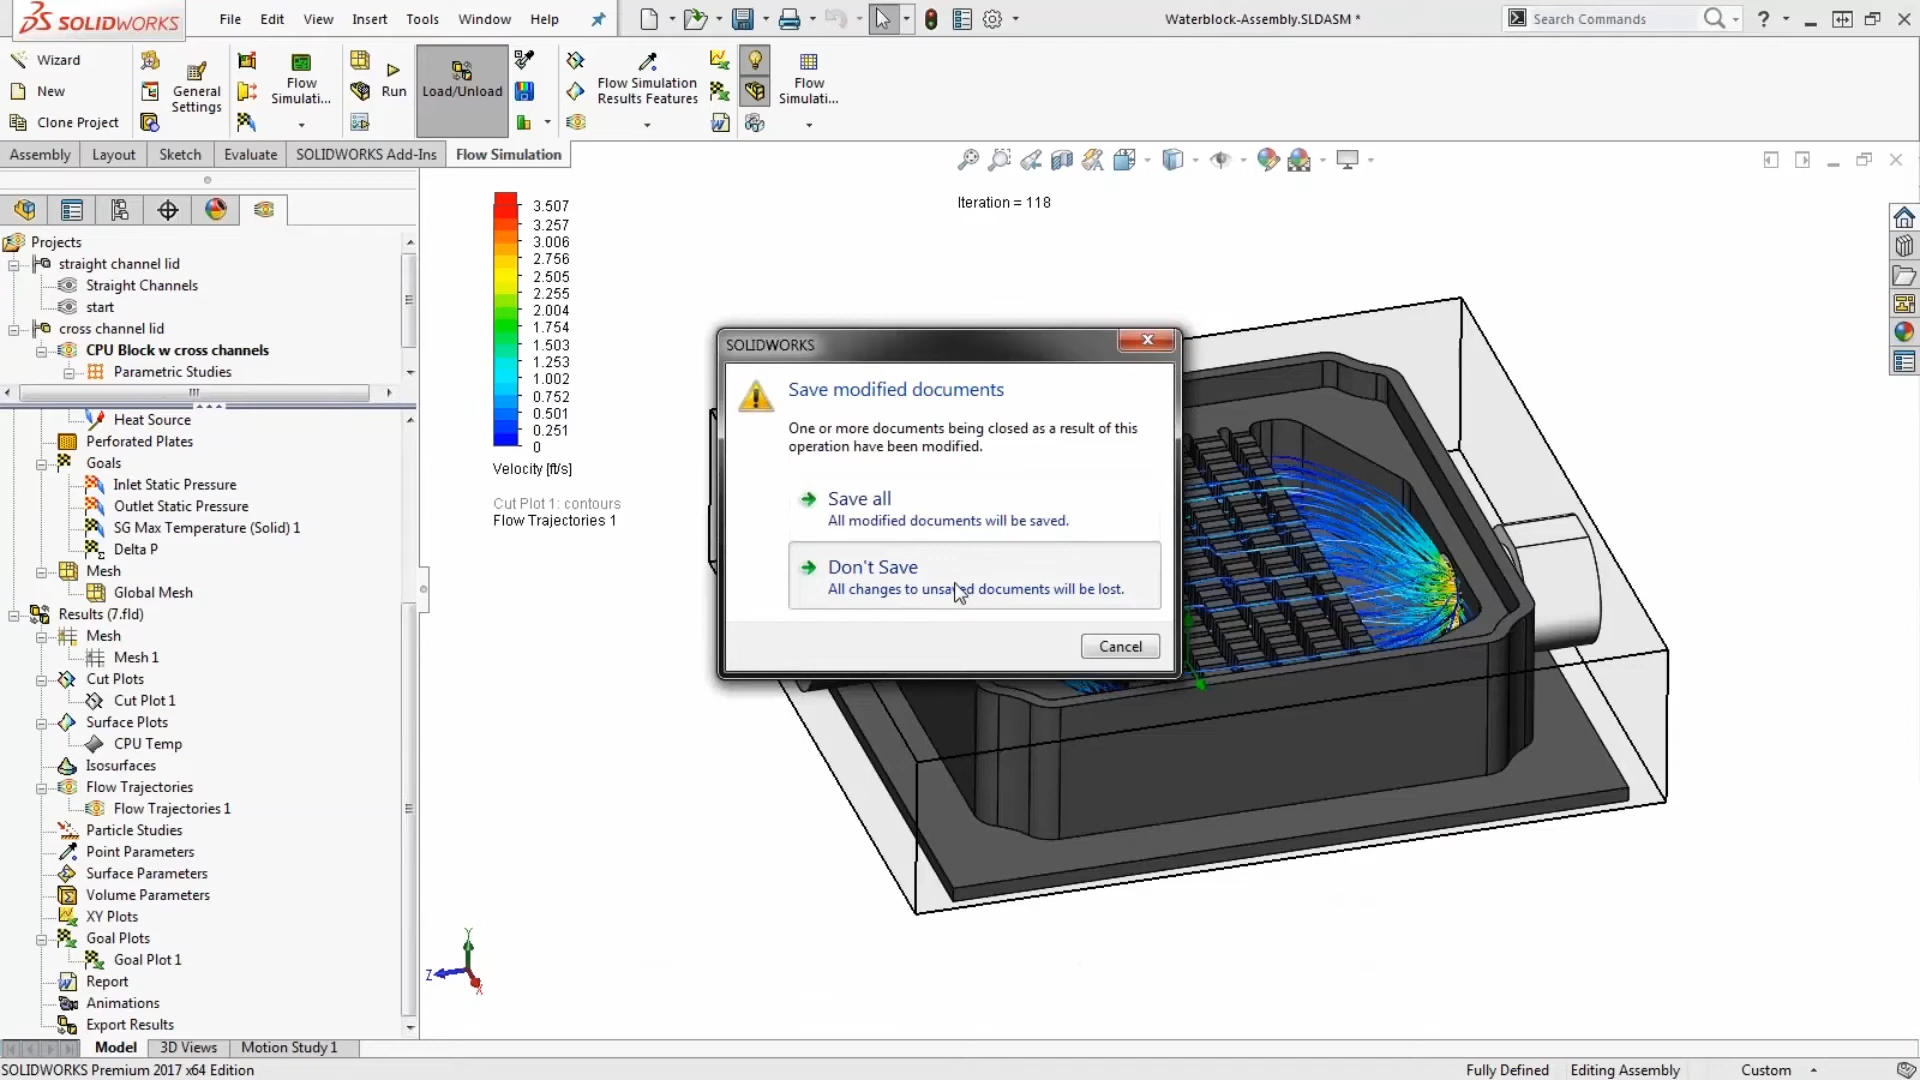 SOLIDWORKS
File Edit View Insert Tools Window Help
Waterblock-Assembly.SLDASM *
Search Commands
?
Wizard
New
Clone Project
General Settings
Flow Simulati...
Run
Load/Unload
Flow Simulation Results Features
Flow Simulati...
Assembly
Layout
Sketch
Evaluate
SOLIDWORKS Add-Ins
Flow Simulation
Projects
straight channel lid
Straight Channels
start
cross channel lid
CPU Block w cross channels
Parametric Studies
Heat Source
Perforated Plates
Goals
Inlet Static Pressure
Outlet Static Pressure
SG Max Temperature (Solid) 1
Delta P
Mesh
Global Mesh
Results (7.fld)
Mesh
Mesh 1
Cut Plots
Cut Plot 1
Surface Plots
CPU Temp
Isosurfaces
Flow Trajectories
Flow Trajectories 1
Particle Studies
Point Parameters
Surface Parameters
Volume Parameters
XY Plots
Goal Plots
Goal Plot 1
Report
Animations
Export Results
3.507
3.257
3.006
2.756
2.505
2.255
2.004
1.754
1.503
1.253
1.002
0.752
0.501
0.251
0
Velocity [ft/s]
Cut Plot 1: contours
Flow Trajectories 1
Iteration = 118
SOLIDWORKS
Save modified documents
One or more documents being closed as a result of this
operation have been modified.
Save all
All modified documents will be saved.
Don't Save
All changes to unsaved documents will be lost.
Cancel
Y
Z
X
Model
3D Views
Motion Study 1
SOLIDWORKS Premium 2017 x64 Edition
Fully Defined
Editing Assembly
Custom